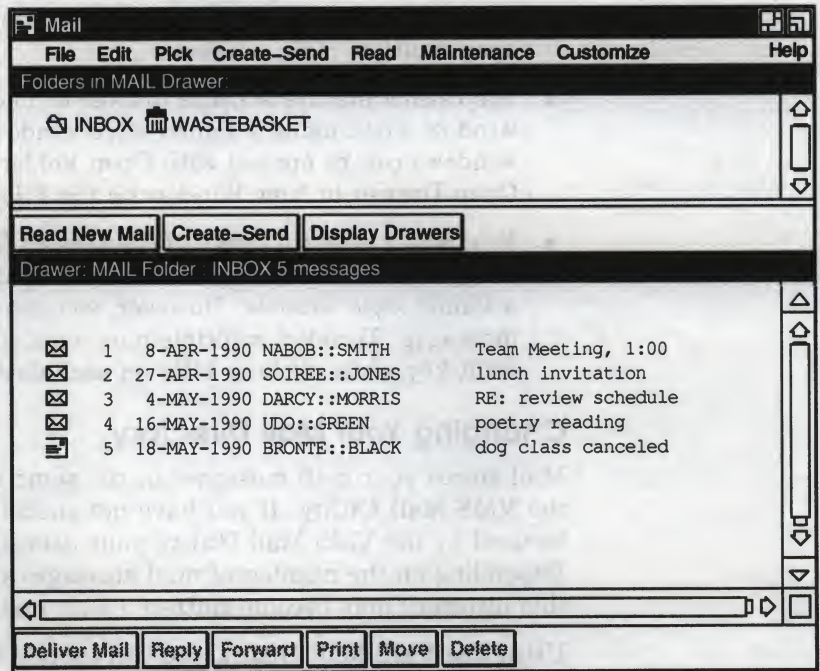 Mail
File Edit Pick Create–Send Read Maintenance Customize Help
Folders in MAIL Drawer:
INBOX WASTEBASKET
Read New Mail Create–Send Display Drawers
Drawer: MAIL Folder : INBOX 5 messages
1 8-APR-1990 NABOB::SMITH Team Meeting, 1:00
2 27-APR-1990 SOIREE::JONES lunch invitation
3 4-MAY-1990 DARCY::MORRIS RE: review schedule
4 16-MAY-1990 UDO::GREEN poetry reading
5 18-MAY-1990 BRONTE::BLACK dog class canceled
Deliver Mail Reply Forward Print Move Delete